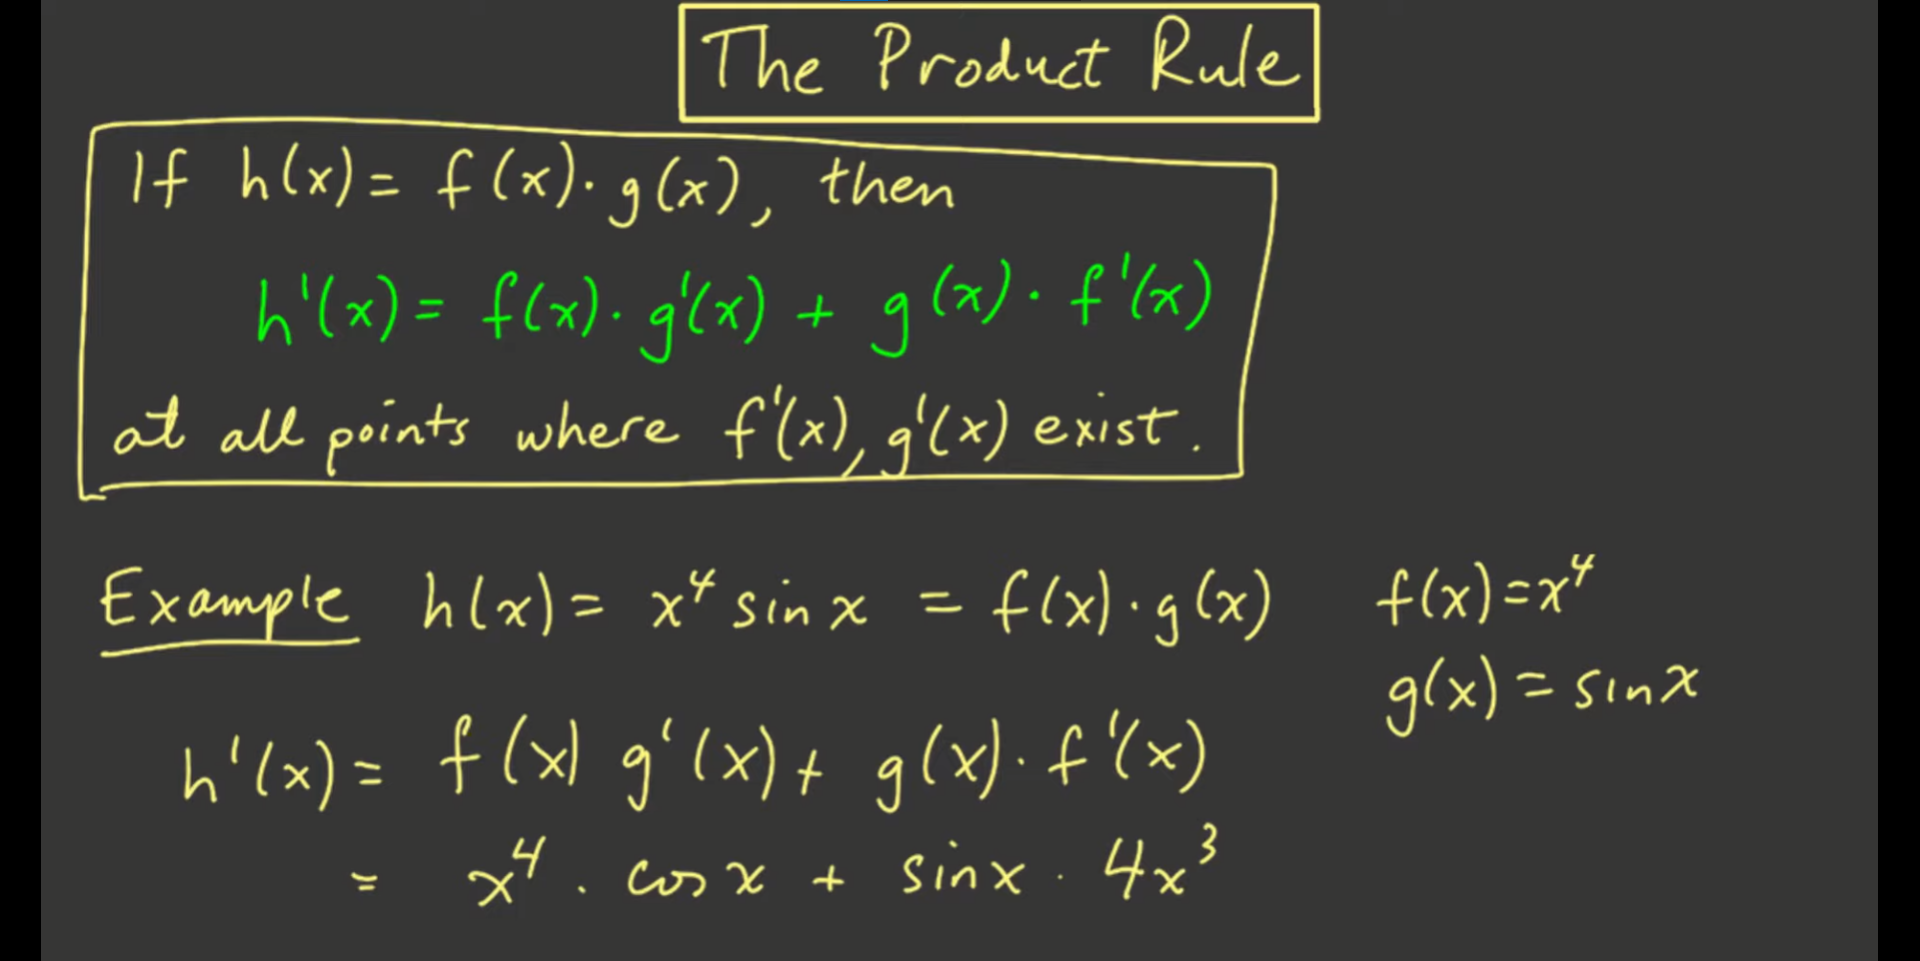 The Product Rule
If h(x) = f(x) · g(x), then
h'(x) = f(x) · g'(x) + g(x) · f'(x)
at all points where f'(x), g'(x) exist.
Example h(x) = x⁴ sin x = f(x) · g(x) f(x) = x⁴
g(x) = sin x
h'(x) = f(x) g'(x) + g(x) · f'(x)
= x⁴ · cos x + sin x · 4x³